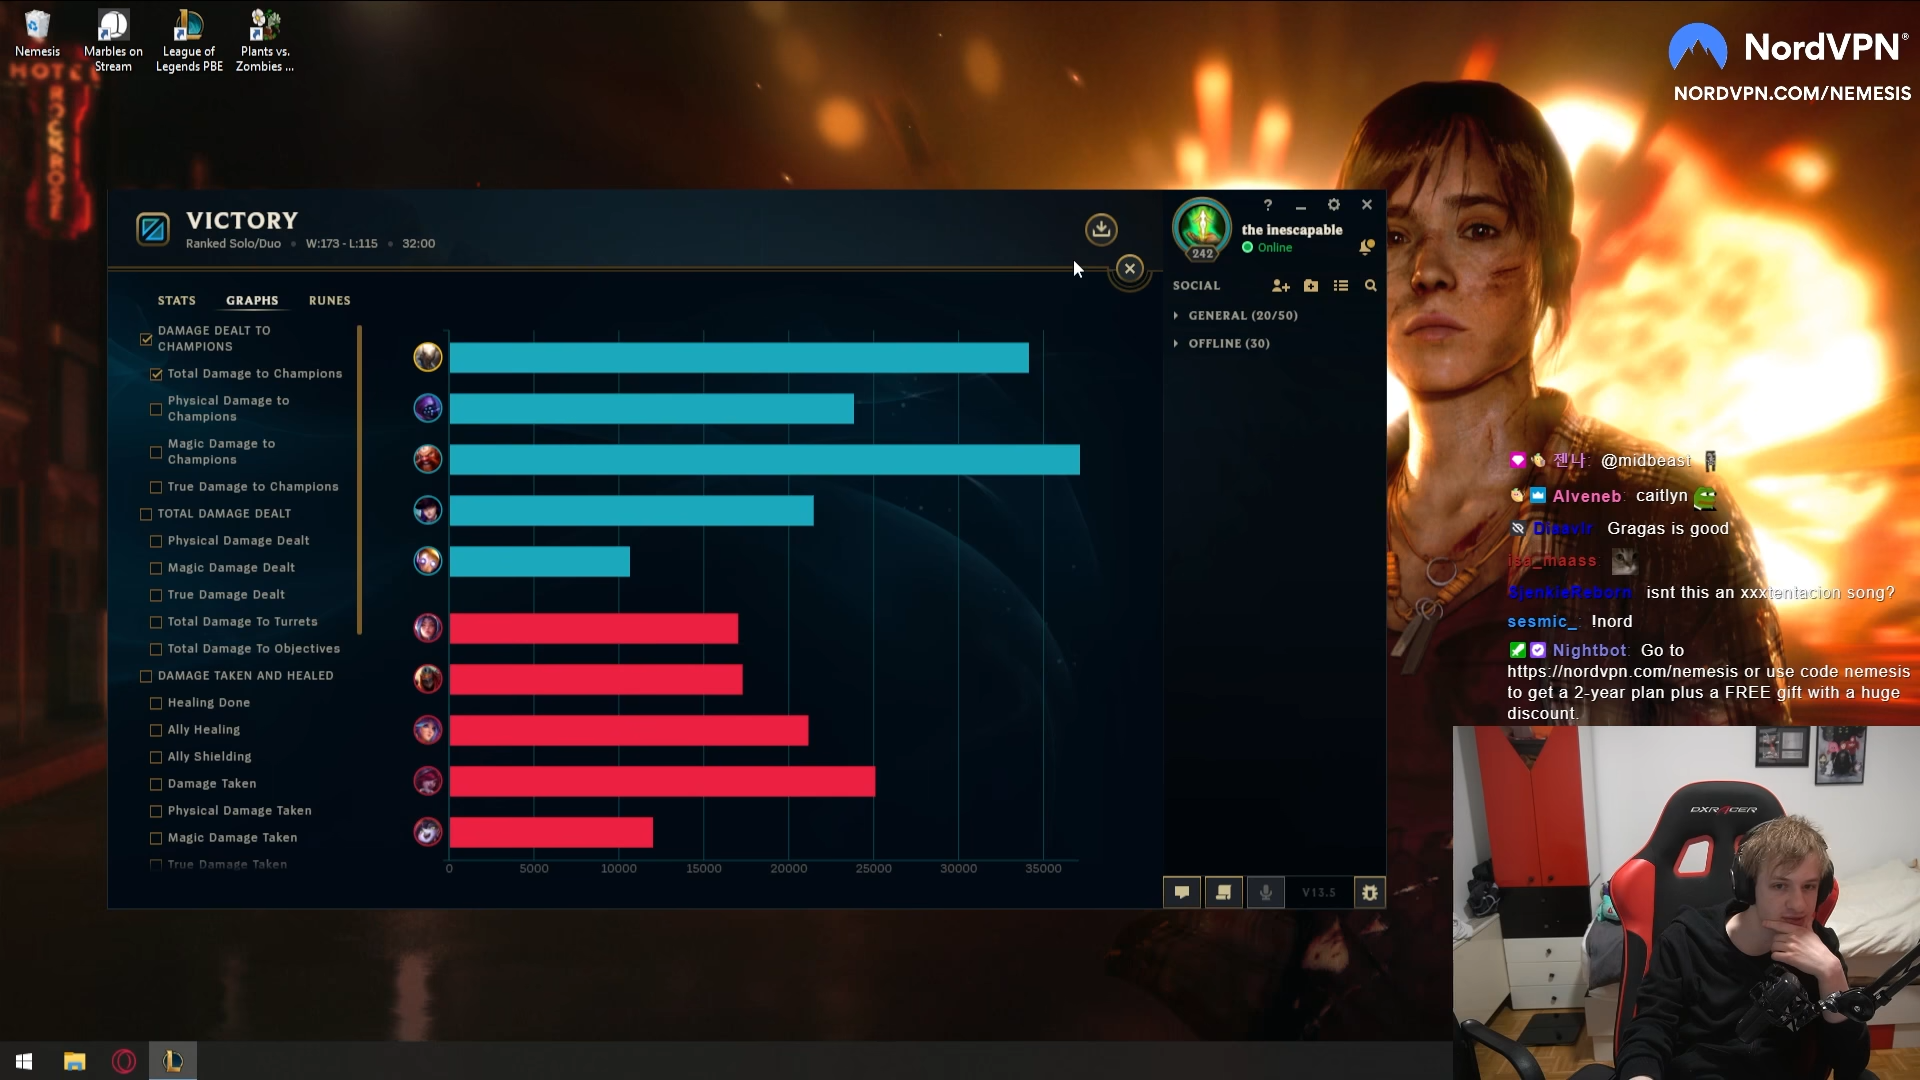 Nemesis
Marbles on
Stream
League of
Legends PBE
Plants vs.
Zombies ...
NordVPN®
NORDVPN.COM/NEMESIS
VICTORY
Ranked Solo/Duo • W:173 - L:115 • 32:00
the inescapable
Online
242
?
SOCIAL
GENERAL (20/50)
OFFLINE (30)
STATS GRAPHS RUNES
DAMAGE DEALT TO
CHAMPIONS
Total Damage to Champions
Physical Damage to
Champions
Magic Damage to
Champions
True Damage to Champions
TOTAL DAMAGE DEALT
Physical Damage Dealt
Magic Damage Dealt
True Damage Dealt
Total Damage To Turrets
Total Damage To Objectives
DAMAGE TAKEN AND HEALED
Healing Done
Ally Healing
Ally Shielding
Damage Taken
Physical Damage Taken
Magic Damage Taken
True Damage Taken
0 5000 10000 15000 20000 25000 30000 35000
V13.5
젠나: @midbeast
Alveneb: caitlyn
Gragas is good
isa_maass:
SjenkieReborn: isnt this an xxxtentacion song?
sesmic_: !nord
Nightbot: Go to
https://nordvpn.com/nemesis or use code nemesis
to get a 2-year plan plus a FREE gift with a huge
discount.
DXRACER